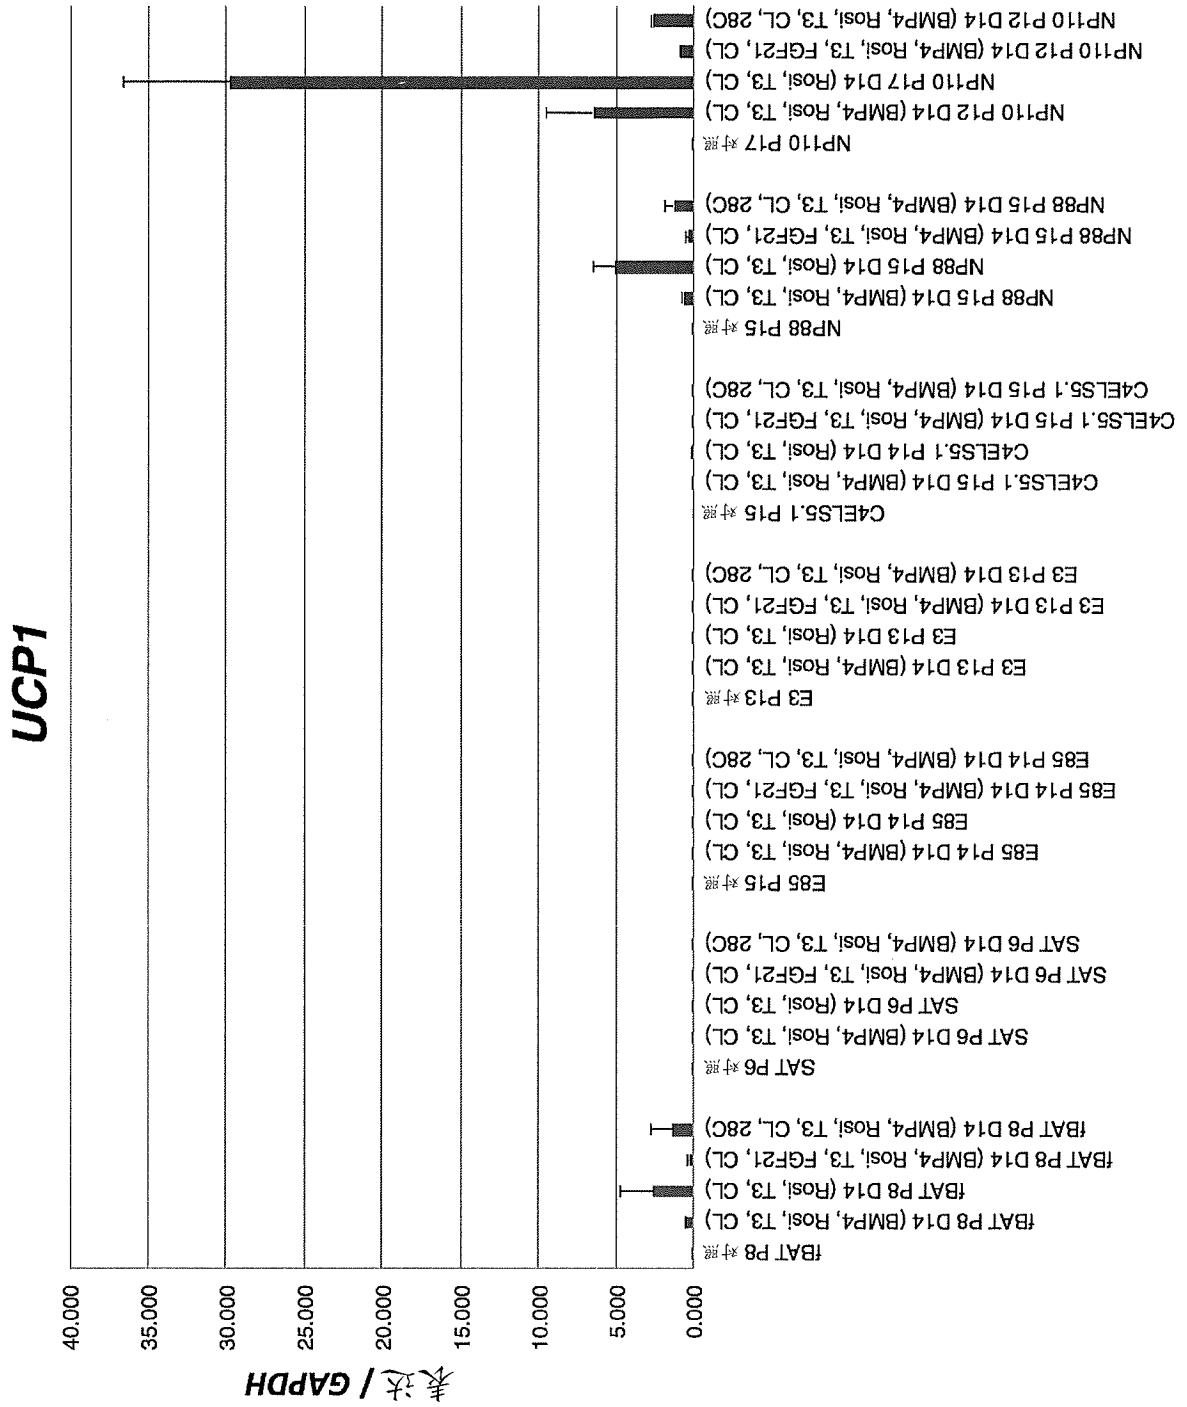 UCP1
表达 / GAPDH
40.000
35.000
30.000
25.000
20.000
15.000
10.000
5.000
0.000
fBAT P8 对照
fBAT P8 D14 (BMP4, Rosi, T3, CL)
fBAT P8 D14 (Rosi, T3, CL)
fBAT P8 D14 (BMP4, Rosi, T3, FGF21, CL)
fBAT P8 D14 (BMP4, Rosi, T3, CL, 28C)
SAT P6 对照
SAT P6 D14 (BMP4, Rosi, T3, CL)
SAT P6 D14 (Rosi, T3, CL)
SAT P6 D14 (BMP4, Rosi, T3, FGF21, CL)
SAT P6 D14 (BMP4, Rosi, T3, CL, 28C)
E85 P15 对照
E85 P14 D14 (BMP4, Rosi, T3, CL)
E85 P14 D14 (Rosi, T3, CL)
E85 P14 D14 (BMP4, Rosi, T3, FGF21, CL)
E85 P14 D14 (BMP4, Rosi, T3, CL, 28C)
E3 P13 对照
E3 P13 D14 (BMP4, Rosi, T3, CL)
E3 P13 D14 (Rosi, T3, CL)
E3 P13 D14 (BMP4, Rosi, T3, FGF21, CL)
E3 P13 D14 (BMP4, Rosi, T3, CL, 28C)
C4ELS5.1 P15 对照
C4ELS5.1 P15 D14 (BMP4, Rosi, T3, CL)
C4ELS5.1 P14 D14 (Rosi, T3, CL)
C4ELS5.1 P15 D14 (BMP4, Rosi, T3, FGF21, CL)
C4ELS5.1 P15 D14 (BMP4, Rosi, T3, CL, 28C)
NP88 P15 对照
NP88 P15 D14 (BMP4, Rosi, T3, CL)
NP88 P15 D14 (Rosi, T3, CL)
NP88 P15 D14 (BMP4, Rosi, T3, FGF21, CL)
NP88 P15 D14 (BMP4, Rosi, T3, CL, 28C)
NP110 P17 对照
NP110 P12 D14 (BMP4, Rosi, T3, CL)
NP110 P17 D14 (Rosi, T3, CL)
NP110 P12 D14 (BMP4, Rosi, T3, FGF21, CL)
NP110 P12 D14 (BMP4, Rosi, T3, CL, 28C)